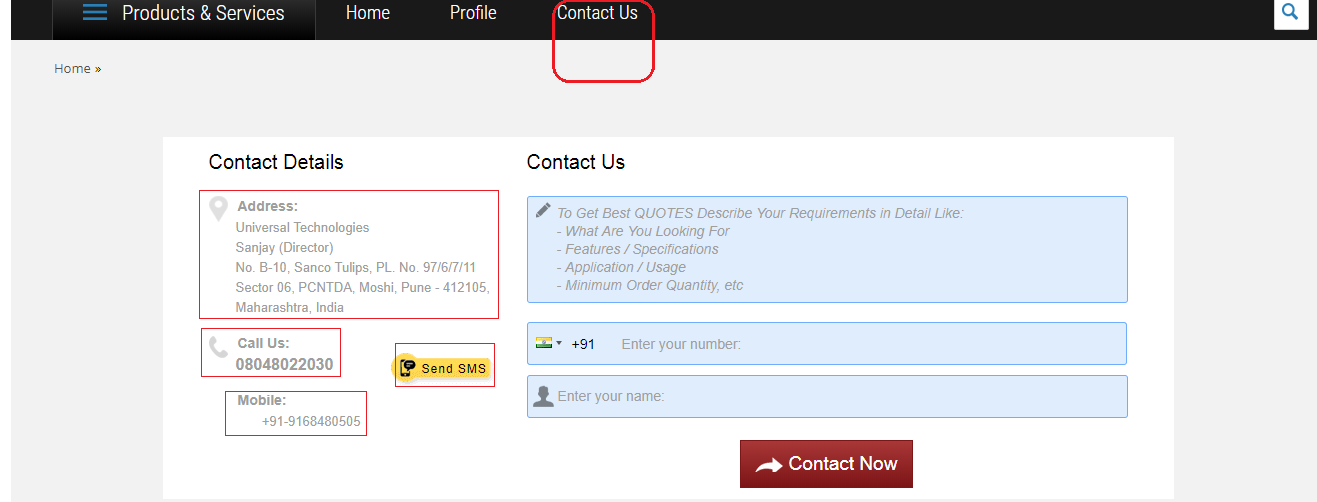 Products & Services
Home
Profile
Contact Us
Home »
Contact Details
Address:
Universal Technologies
Sanjay (Director)
No. B-10, Sanco Tulips, PL. No. 97/6/7/11
Sector 06, PCNTDA, Moshi, Pune - 412105,
Maharashtra, India
Call Us:
08048022030
Send SMS
Mobile:
+91-9168480505
Contact Us
To Get Best QUOTES Describe Your Requirements in Detail Like:
- What Are You Looking For
- Features / Specifications
- Application / Usage
- Minimum Order Quantity, etc
+91 Enter your number:
Enter your name:
Contact Now